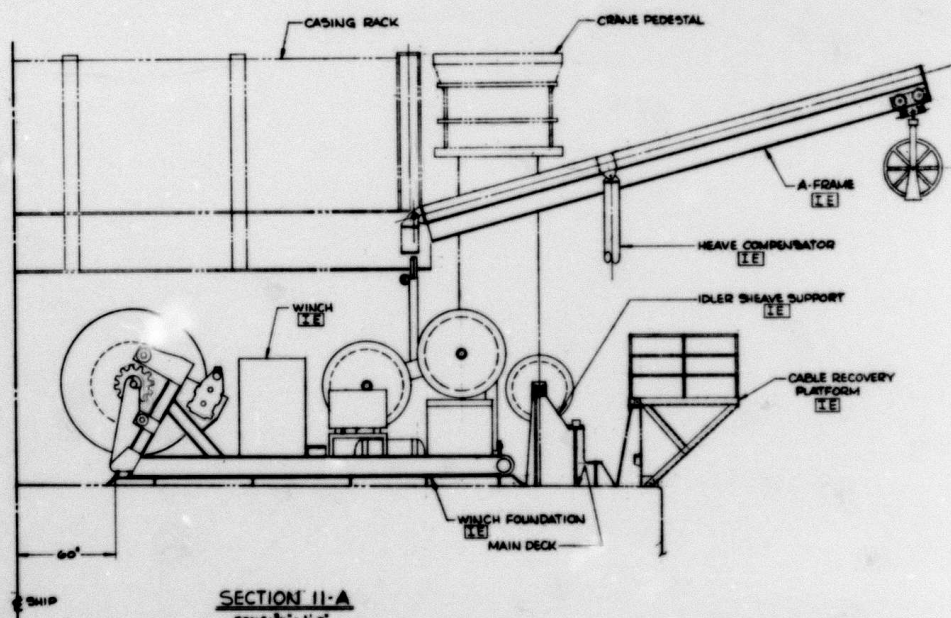 CASING RACK
CRANE PEDESTAL
A-FRAME
IE
HEAVE COMPENSATOR
IE
IDLER SHEAVE SUPPORT
IE
WINCH
IE
CABLE RECOVERY
PLATFORM
IE
WINCH FOUNDATION
IE
MAIN DECK
60"
SHIP
SECTION 11-A